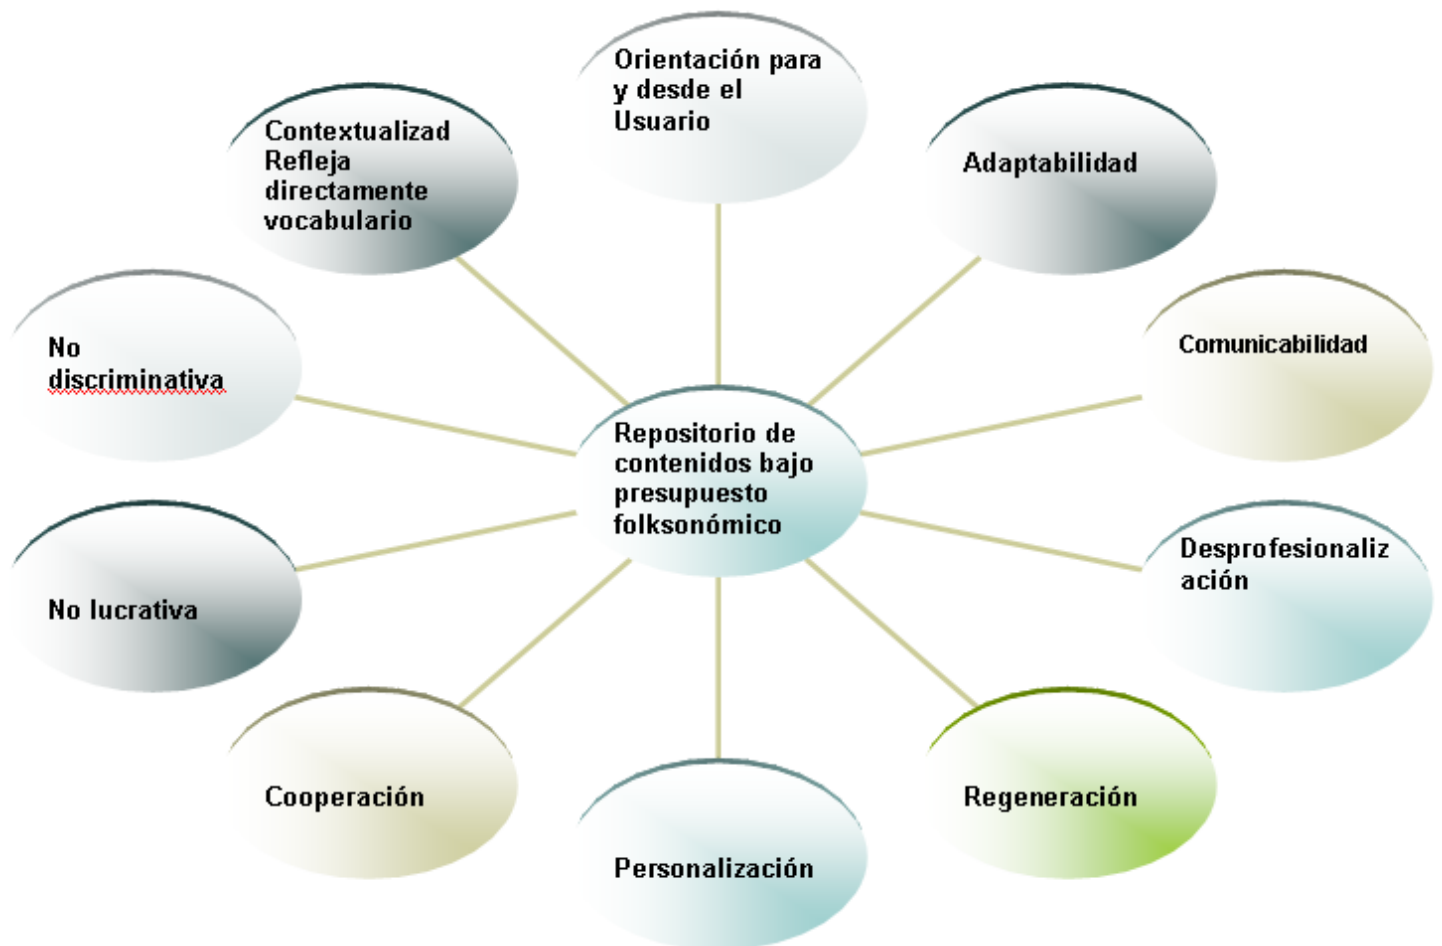 Orientación para
y desde el
Usuario
Contextualizad
Refleja
directamente
vocabulario
Adaptabilidad
No
discriminativa
Comunicabilidad
Repositorio de
contenidos bajo
presupuesto
folksonómico
Desprofesionaliz
ación
No lucrativa
Cooperación
Regeneración
Personalización